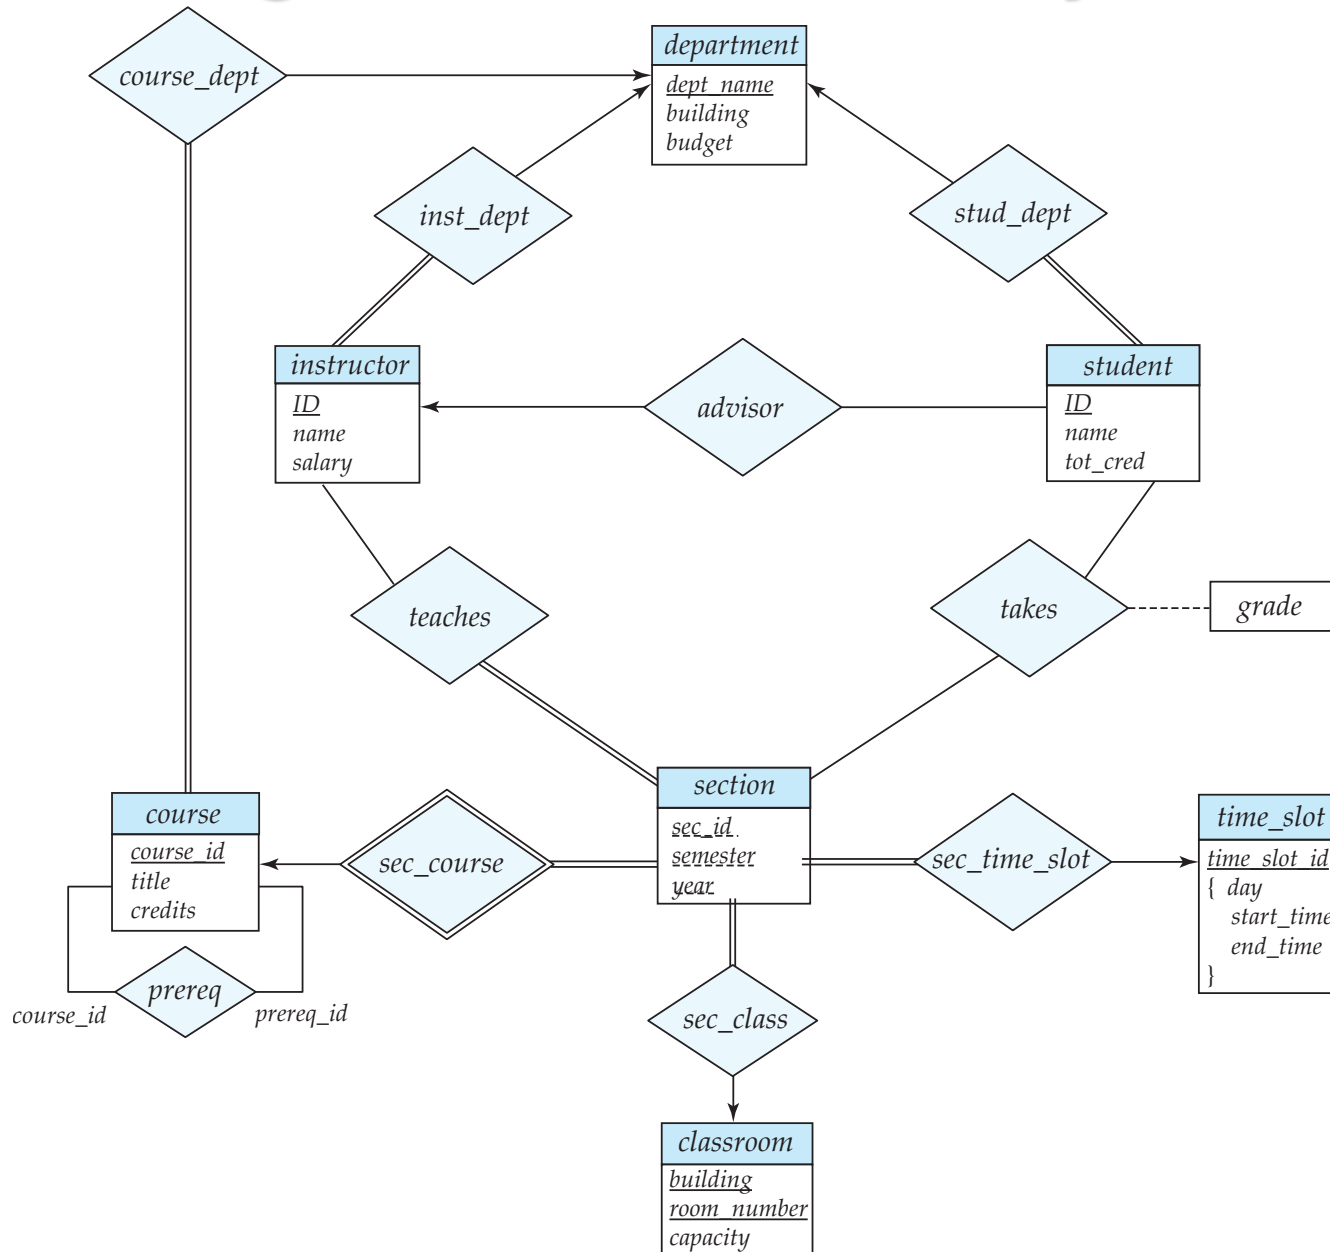 department
course_dept
dept_name
building
budget
inst_dept
stud_dept
instructor
ID
name
salary
advisor
student
ID
name
tot_cred
teaches
takes
grade
section
sec_id
semester
year
course
course_id
title
credits
sec_course
sec_time_slot
time_slot
time_slot_id
{ day
start_time
end_time
}
prereq
course_id
prereq_id
sec_class
classroom
building
room_number
capacity